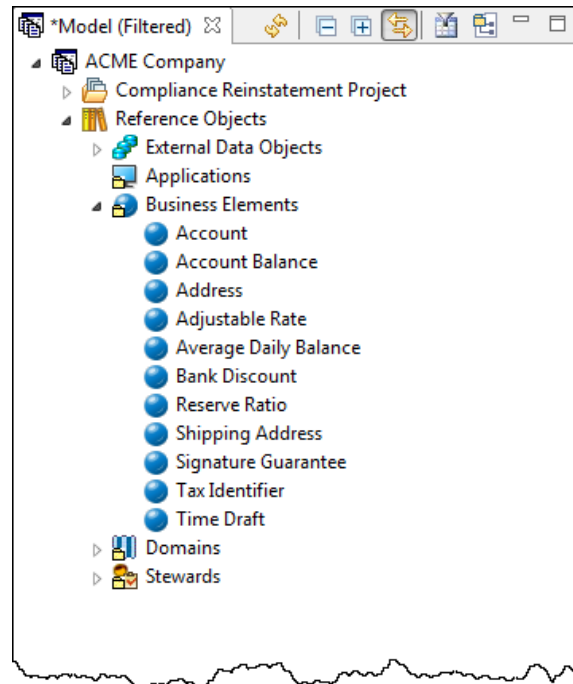 *Model (Filtered)
ACME Company
Compliance Reinstatement Project
Reference Objects
External Data Objects
Applications
Business Elements
Account
Account Balance
Address
Adjustable Rate
Average Daily Balance
Bank Discount
Reserve Ratio
Shipping Address
Signature Guarantee
Tax Identifier
Time Draft
Domains
Stewards